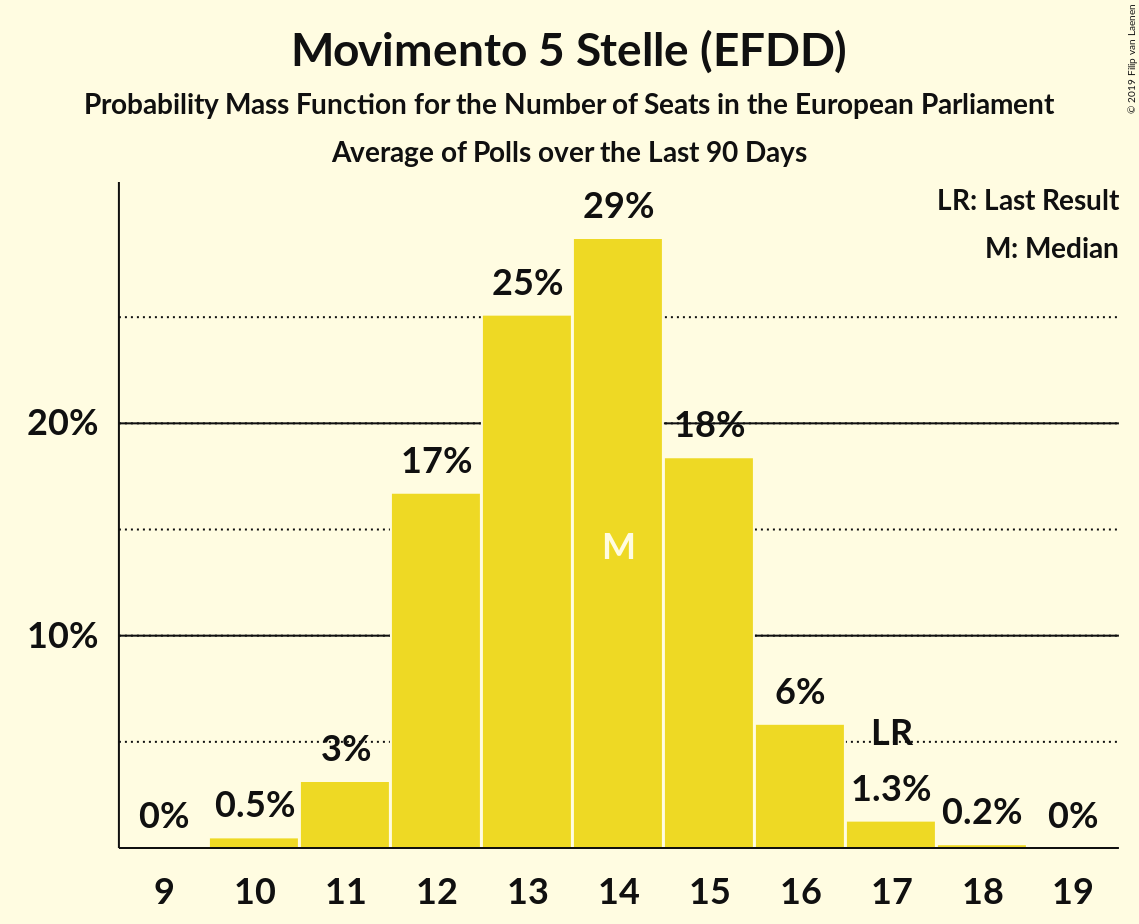 Movimento 5 Stelle (EFDD)
Probability Mass Function for the Number of Seats in the European Parliament
Average of Polls over the Last 90 Days
© 2019 Filip van Laenen
LR: Last Result
M: Median
29%
25%
20%
18%
17%
M
10%
6%
LR
3%
1.3%
0.5%
0.2%
0%
0%
9 10 11 12 13 14 15 16 17 18 19